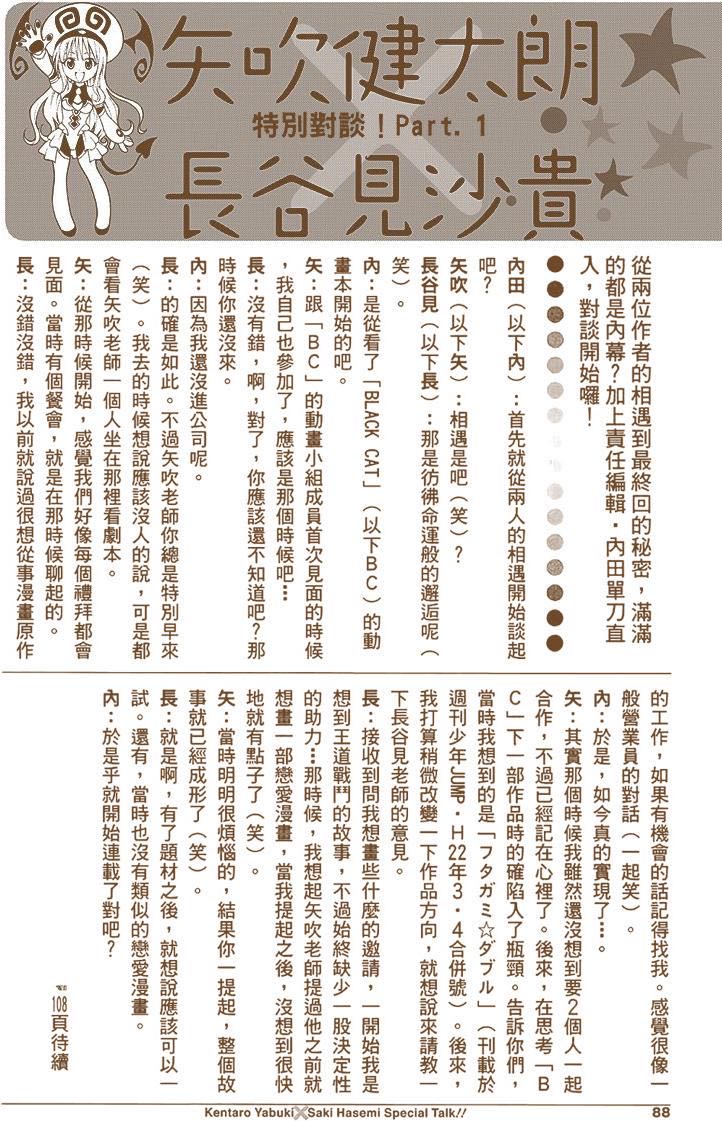 矢吹健太朗
特別對談！Part. 1
長谷見沙貴
從兩位作者的相遇到最終回的秘密，滿滿
的都是內幕？加上責任編輯・內田單刀直
入，對談開始囉！
內田（以下內）：首先就從兩人的相遇開始談起
吧？
矢吹（以下矢）：相遇是吧（笑）？
長谷見（以下長）：那是彷彿命運般的邂逅呢（
笑）。
內：是從看了「BLACK CAT」（以下BC）的動
畫本開始的吧。
矢：跟「BC」的動畫小組成員首次見面的時候
，我自己也參加了，應該是那個時候吧…
長：沒有錯，啊，對了，你應該還不知道吧？那
時候你還沒來。
內：因為我還沒進公司呢。
長：的確是如此。不過矢吹老師你總是特別早來
（笑）。我去的時候想說應該沒人的說，可是都
會看矢吹老師一個人坐在那裡看劇本。
矢：從那時候開始，感覺我們好像每個禮拜都會
見面。當時有個餐會，就是在那時候聊起的。
長：沒錯沒錯，我以前就說過很想從事漫畫原作
的工作，如果有機會的話記得找我。感覺很像一
般營業員的對話（一起笑）。
內：於是，如今真的實現了…。
矢：其實那個時候我雖然還沒想到要2個人一起
合作，不過已經記在心裡了。後來，在思考「B
C」下一部作品時的確陷入了瓶頸。告訴你們，
當時我想到的是「フタガミ☆ダブル」（刊載於
週刊少年JUMP・H22年3・4合併號）。後來，
我打算稍微改變一下作品方向，就想說來請教一
下長谷見老師的意見。
長：接收到問我想畫些什麼的邀請，一開始我是
想到王道戰鬥的故事，不過始終缺少一股決定性
的助力…那時候，我想起矢吹老師提過他之前就
想畫一部戀愛漫畫，當我提起之後，沒想到很快
地就有點子了（笑）。
矢：當時明明很煩惱的，結果你一提起，整個故
事就已經成形了（笑）。
長：就是啊，有了題材之後，就想說應該可以一
試。還有，當時也沒有類似的戀愛漫畫。
內：於是乎就開始連載了對吧？
108頁待續
Kentaro Yabuki×Saki Hasemi Special Talk!!
88